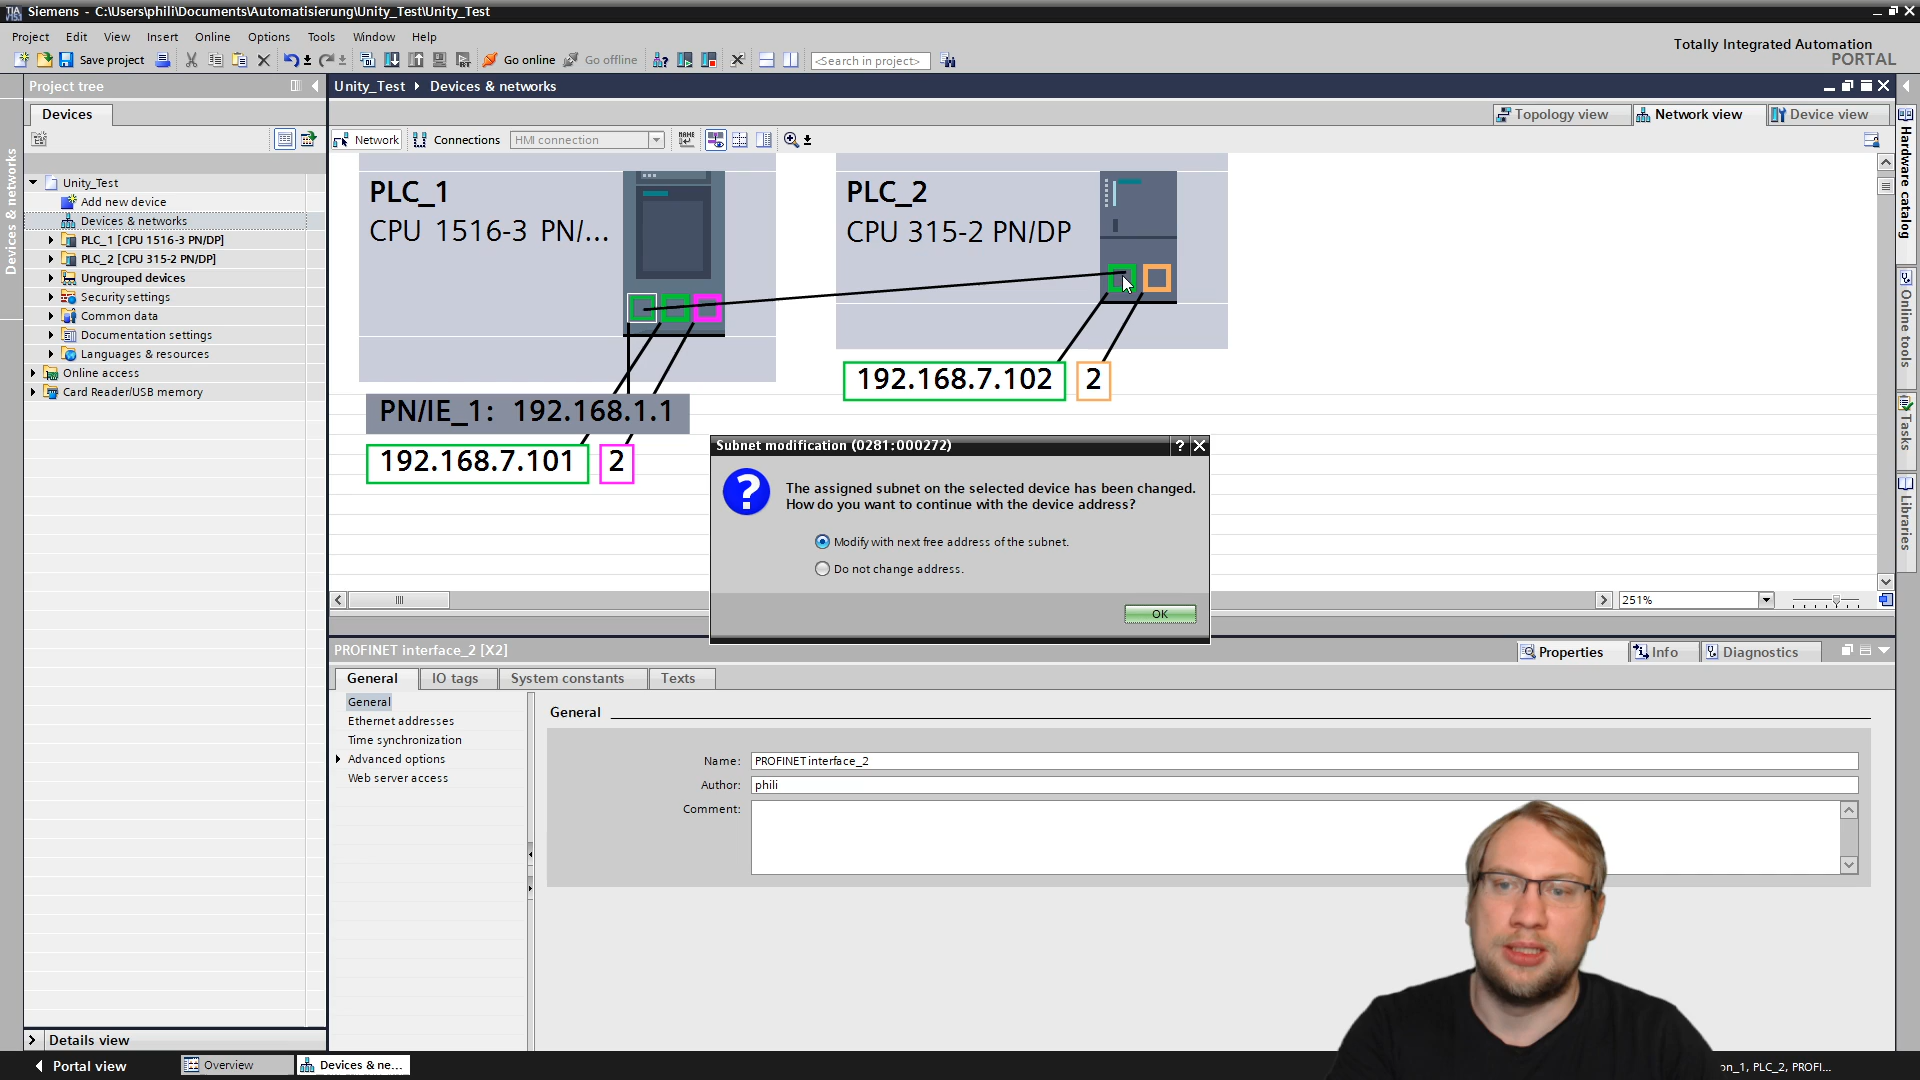 Siemens - C:\Users\phili\Documents\Automatisierung\Unity_Test\Unity_Test
Project Edit View Insert Online Options Tools Window Help
Totally Integrated Automation
PORTAL
Save project Go online Go offline <Search in project>
Project tree
Unity_Test Devices & networks
Devices
Topology view Network view Device view
Network Connections HMI connection
Unity_Test
Add new device
Devices & networks
PLC_1 [CPU 1516-3 PN/DP]
PLC_2 [CPU 315-2 PN/DP]
Ungrouped devices
Security settings
Common data
Documentation settings
Languages & resources
Online access
Card Reader/USB memory
Devices & networks
PLC_1
CPU 1516-3 PN/...
PLC_2
CPU 315-2 PN/DP
PN/IE_1: 192.168.1.1
192.168.7.101 2
192.168.7.102 2
Hardware catalog
Online tools
Tasks
Libraries
Subnet modification (0281:000272)
The assigned subnet on the selected device has been changed.
How do you want to continue with the device address?
Modify with next free address of the subnet.
Do not change address.
OK
251%
PROFINET interface_2 [X2]
Properties Info Diagnostics
General IO tags System constants Texts
General
Ethernet addresses
Time synchronization
Advanced options
Web server access
General
Name: PROFINET interface_2
Author: phili
Comment:
Details view
Portal view Overview Devices & ne...
on_1, PLC_2, PROFI...